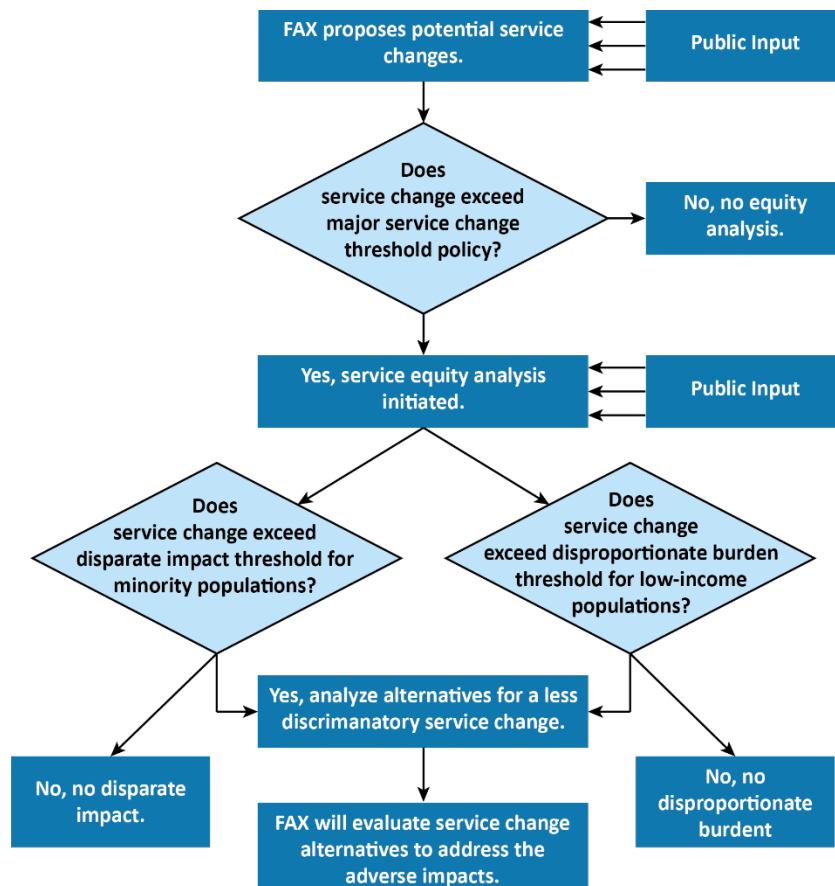 FAX proposes potential service
changes.
Public Input
Does
service change exceed
major service change
threshold policy?
No, no equity
analysis.
Yes, service equity analysis
initiated.
Public Input
Does
service change exceed
disparate impact threshold for
minority populations?
Does
service change
exceed disproportionate burden
threshold for low-income
populations?
Yes, analyze alternatives for a less
discrimanatory service change.
No, no disparate
impact.
No, no
disproportionate
burdent
FAX will evaluate service change
alternatives to address the
adverse impacts.